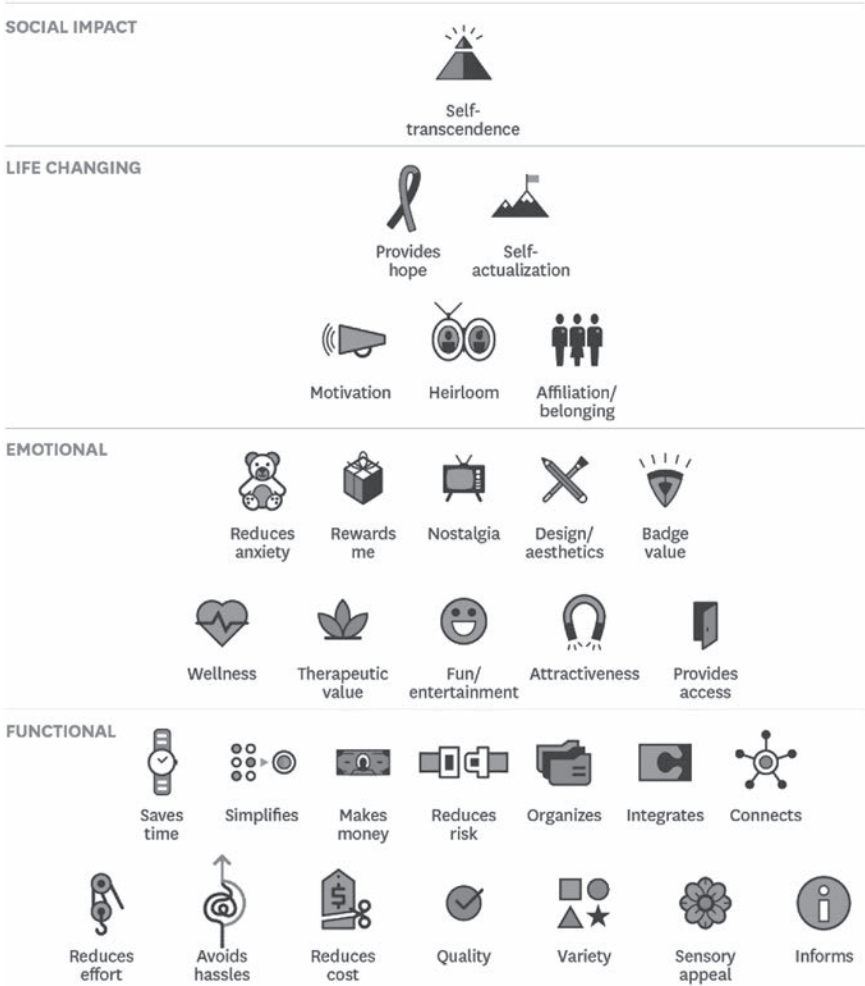 SOCIAL IMPACT
Self-
transcendence
LIFE CHANGING
Provides
hope
Self-
actualization
Motivation
Heirloom
Affiliation/
belonging
EMOTIONAL
Reduces
anxiety
Rewards
me
Nostalgia
Design/
aesthetics
Badge
value
Wellness
Therapeutic
value
Fun/
entertainment
Attractiveness
Provides
access
FUNCTIONAL
Saves
time
Simplifies
Makes
money
Reduces
risk
Organizes
Integrates
Connects
Reduces
effort
Avoids
hassles
$
Reduces
cost
Quality
Variety
Sensory
appeal
i
Informs